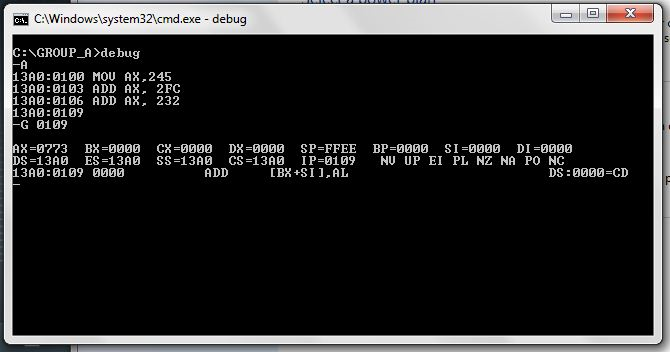 Select a power plan
C:\Windows\system32\cmd.exe - debug
C:\GROUP_A>debug
-A
13A0:0100 MOV AX,245
13A0:0103 ADD AX, 2FC
13A0:0106 ADD AX, 232
13A0:0109
-G 0109
AX=0773 BX=0000 CX=0000 DX=0000 SP=FFEE BP=0000 SI=0000 DI=0000
DS=13A0 ES=13A0 SS=13A0 CS=13A0 IP=0109 NV UP EI PL NZ NA PO NC
13A0:0109 0000 ADD [BX+SI],AL DS:0000=CD
-